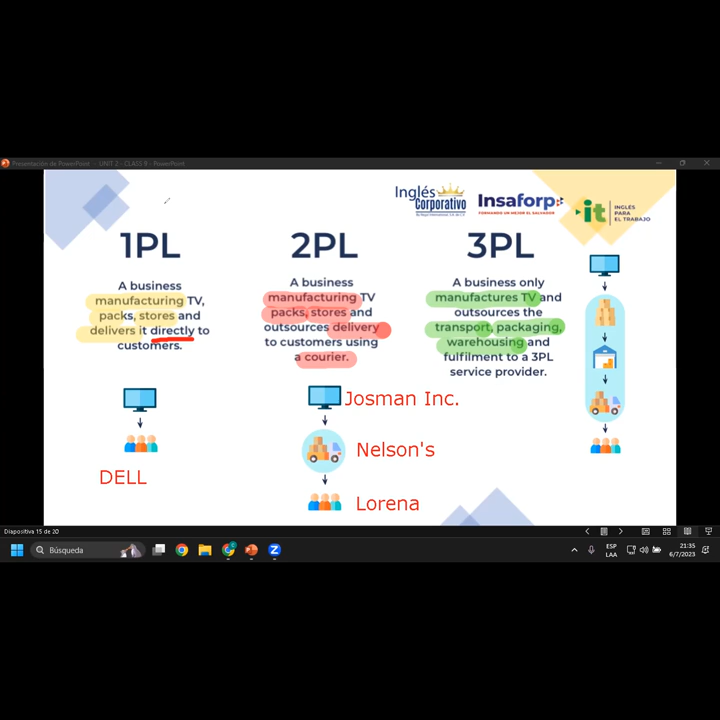 Presentación de PowerPoint - UNIT 2.- CLASS 9 - PowerPoint
Inglés
Corporativo
Insaforp
FORMANDO UN MEJOR EL SALVADOR
it
INGLÉS
PARA
EL TRABAJO
1PL
A business
manufacturing TV,
packs, stores and
delivers it directly to
customers.
DELL
2PL
A business
manufacturing TV
packs, stores and
outsources delivery
to customers using
a courier.
Josman Inc.
Nelson's
Lorena
3PL
A business only
manufactures TV and
outsources the
transport, packaging,
warehousing and
fulfilment to a 3PL
service provider.
Diapositiva 15 de 20
Búsqueda
ESP
LAA
21:35
6/7/2023